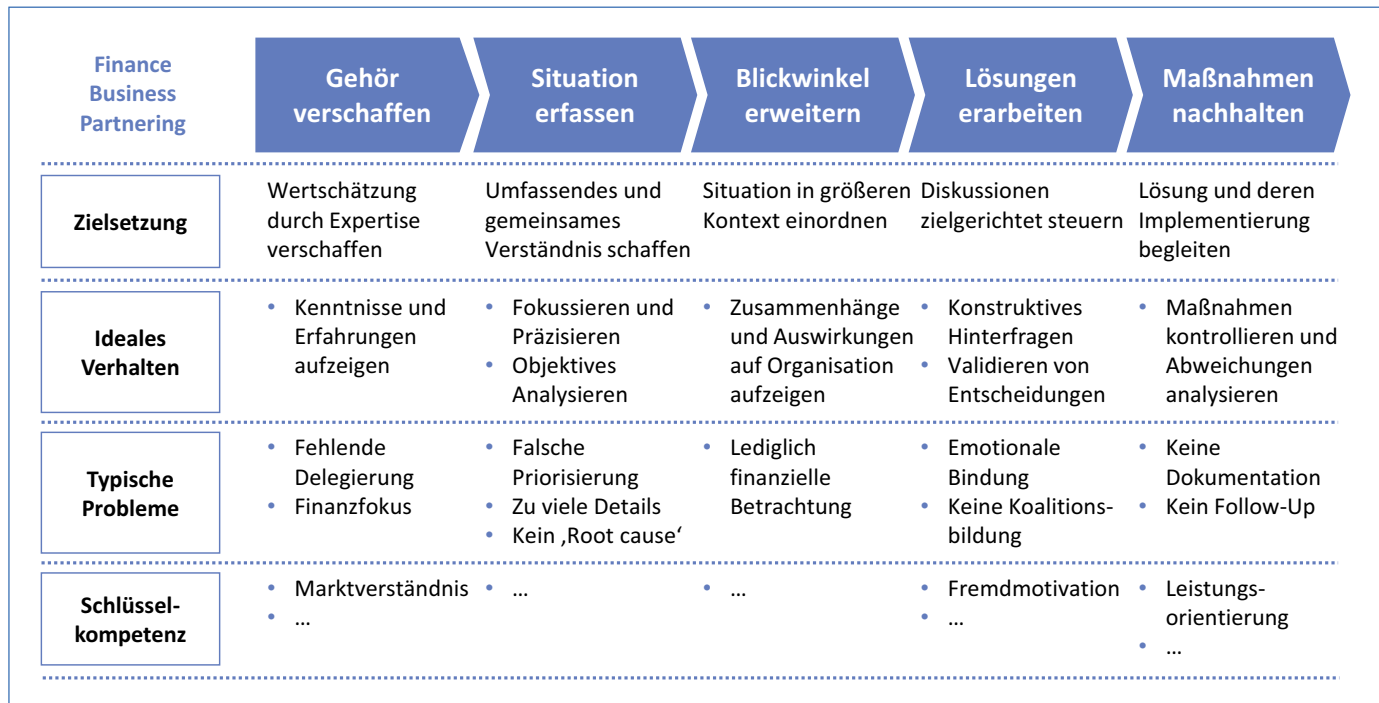 Finance
Business
Partnering
Gehör
verschaffen
Situation
erfassen
Blickwinkel
erweitern
Lösungen
erarbeiten
Maßnahmen
nachhalten
Zielsetzung
Wertschätzung
durch Expertise
verschaffen
Umfassendes und
gemeinsames
Verständnis schaffen
Situation in größeren
Kontext einordnen
Diskussionen
zielgerichtet steuern
Lösung und deren
Implementierung
begleiten
Ideales
Verhalten
• Kenntnisse und
Erfahrungen
aufzeigen
• Fokussieren und
Präzisieren
• Objektives
Analysieren
• Zusammenhänge
und Auswirkungen
auf Organisation
aufzeigen
• Konstruktives
Hinterfragen
• Validieren von
Entscheidungen
• Maßnahmen
kontrollieren und
Abweichungen
analysieren
Typische
Probleme
• Fehlende
Delegierung
• Finanzfokus
• Falsche
Priorisierung
• Zu viele Details
• Kein ‚Root cause‘
• Lediglich
finanzielle
Betrachtung
• Emotionale
Bindung
• Keine Koalitions-
bildung
• Keine
Dokumentation
• Kein Follow-Up
Schlüssel-
kompetenz
• Marktverständnis
• …
• …
• …
• Fremdmotivation
• …
• Leistungs-
orientierung
• …